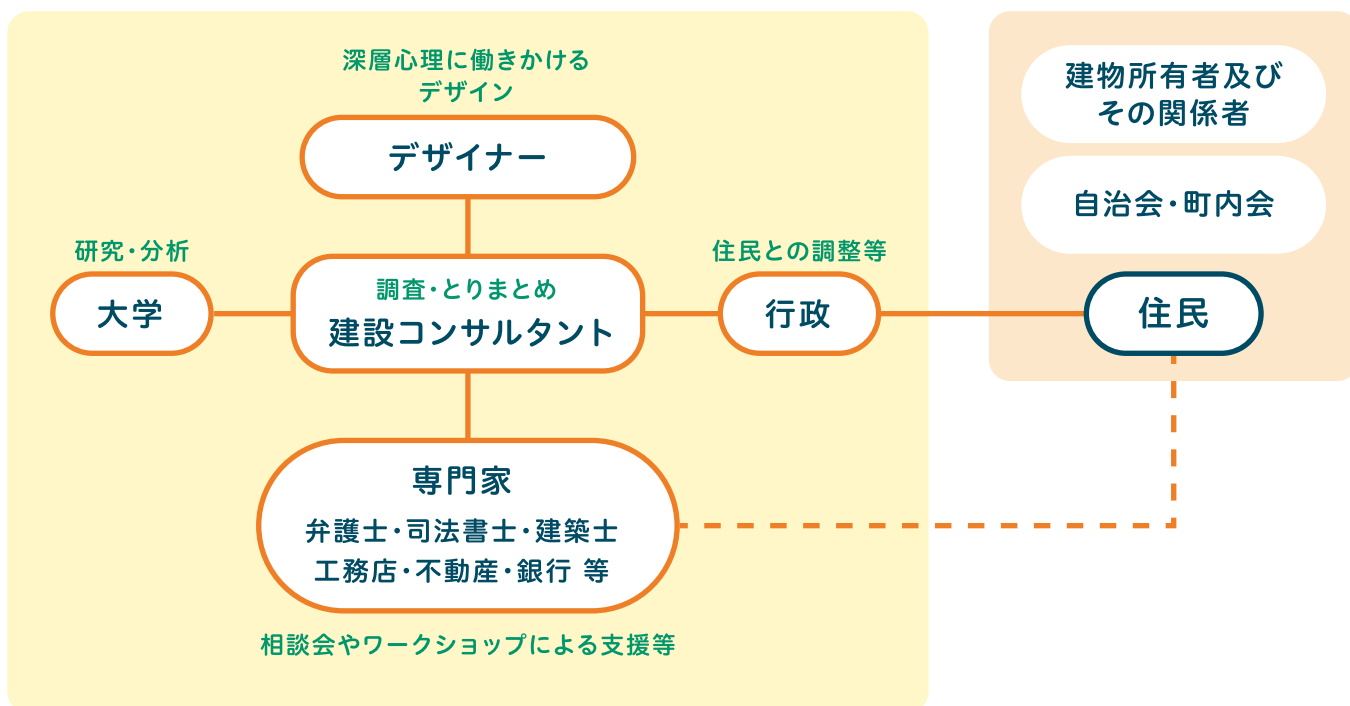 深層心理に働きかける
デザイン
デザイナー
研究・分析
大学
調査・とりまとめ
建設コンサルタント
住民との調整等
行政
専門家
弁護士・司法書士・建築士
工務店・不動産・銀行 等
相談会やワークショップによる支援等
建物所有者及び
その関係者
自治会・町内会
住民